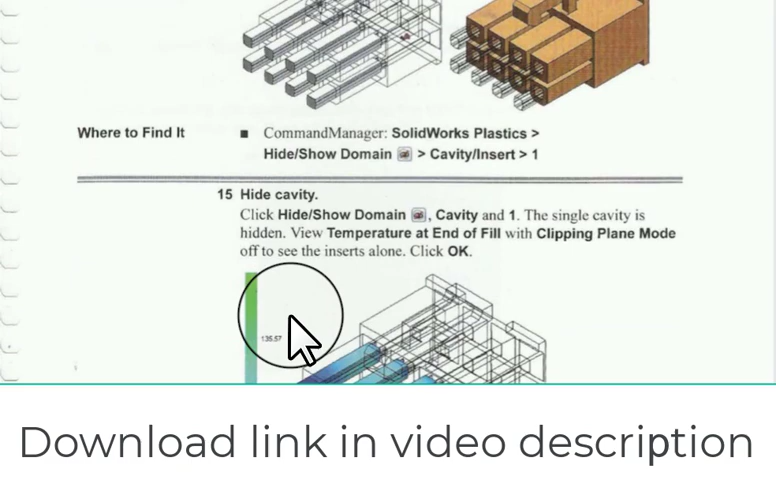 Where to Find It
■ CommandManager: SolidWorks Plastics >
Hide/Show Domain > Cavity/Insert > 1
15 Hide cavity.
Click Hide/Show Domain , Cavity and 1. The single cavity is
hidden. View Temperature at End of Fill with Clipping Plane Mode
off to see the inserts alone. Click OK.
135.57
Download link in video description